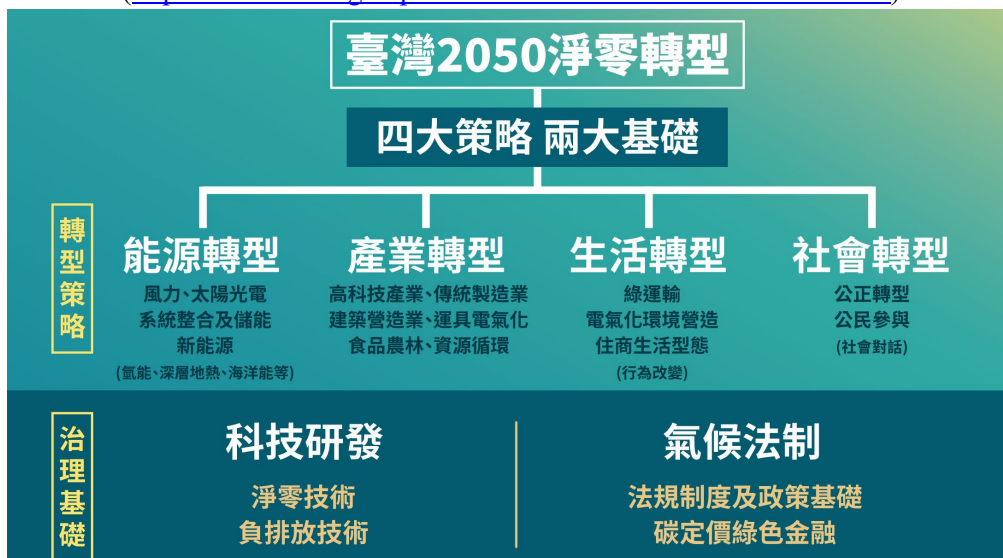 臺灣2050淨零轉型
四大策略 兩大基礎
轉型策略
能源轉型
風力、太陽光電
系統整合及儲能
新能源
(氫能、深層地熱、海洋能等)
產業轉型
高科技產業、傳統製造業
建築營造業、運具電氣化
食品農林、資源循環
生活轉型
綠運輸
電氣化環境營造
住商生活型態
(行為改變)
社會轉型
公正轉型
公民參與
(社會對話)
治理基礎
科技研發
淨零技術
負排放技術
氣候法制
法規制度及政策基礎
碳定價綠色金融